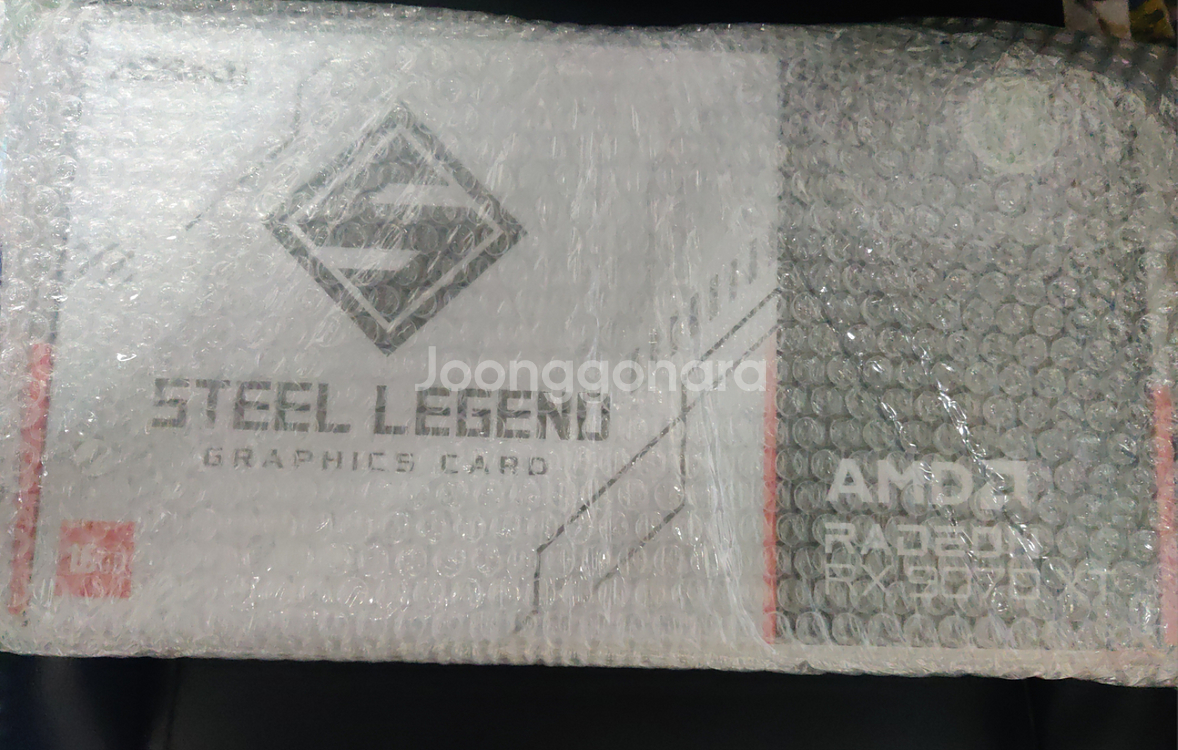 STEEL LEGEND
GRAPHICS CARD
Joonggonara
AMD
RADEON
RX 9070 XT